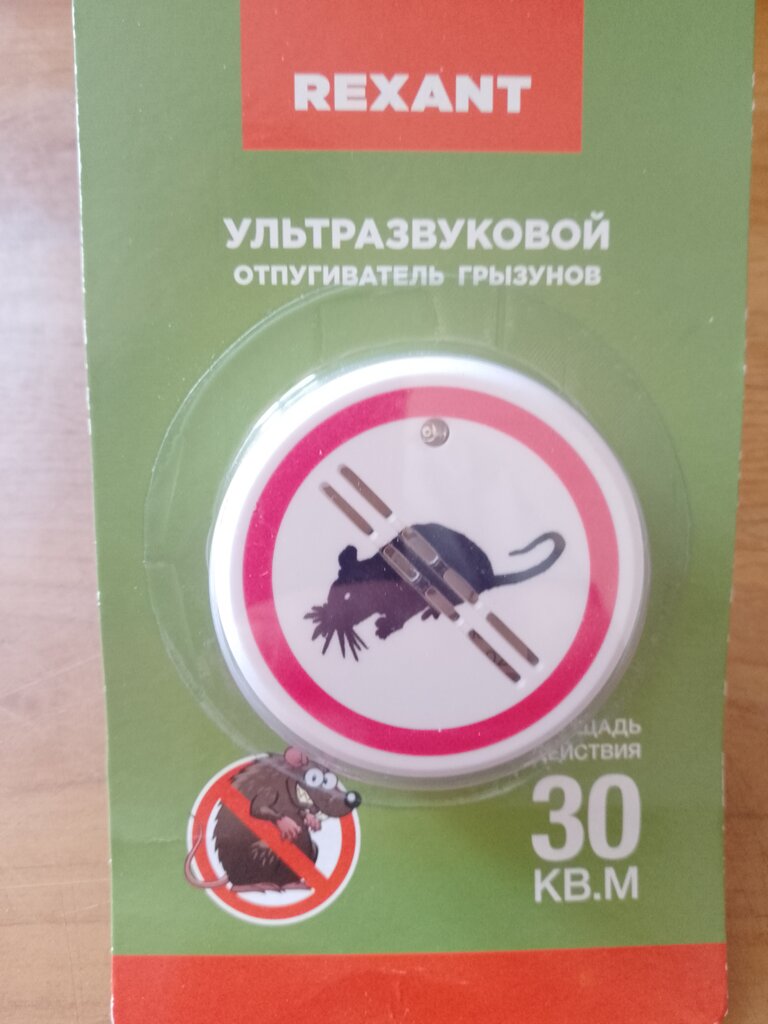 REXANT
УЛЬТРАЗВУКОВОЙ
ОТПУГИВАТЕЛЬ ГРЫЗУНОВ
30
КВ.М